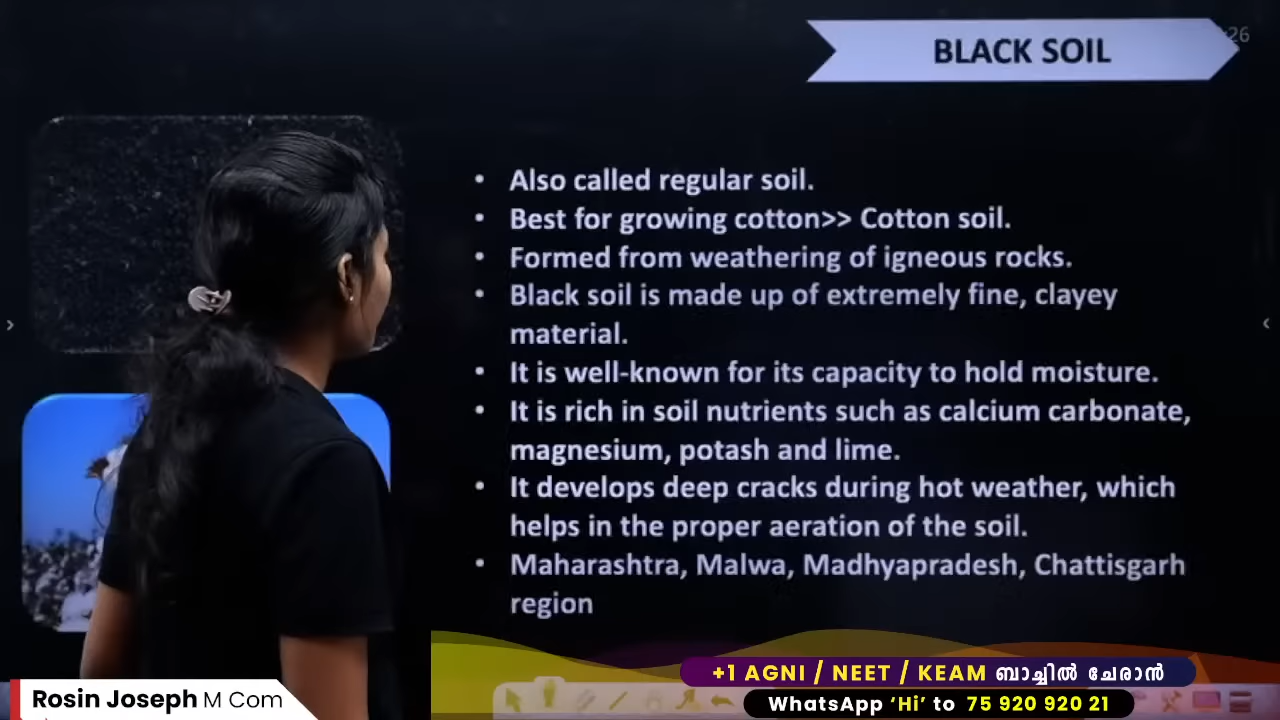 BLACK SOIL
:26
• Also called regular soil.
• Best for growing cotton>> Cotton soil.
• Formed from weathering of igneous rocks.
• Black soil is made up of extremely fine, clayey
material.
• It is well-known for its capacity to hold moisture.
• It is rich in soil nutrients such as calcium carbonate,
magnesium, potash and lime.
• It develops deep cracks during hot weather, which
helps in the proper aeration of the soil.
• Maharashtra, Malwa, Madhyapradesh, Chattisgarh
region
+1 AGNI / NEET / KEAM ബാച്ചിൽ ചേരാൻ
WhatsApp ‘Hi’ to 75 920 920 21
Rosin Joseph M Com